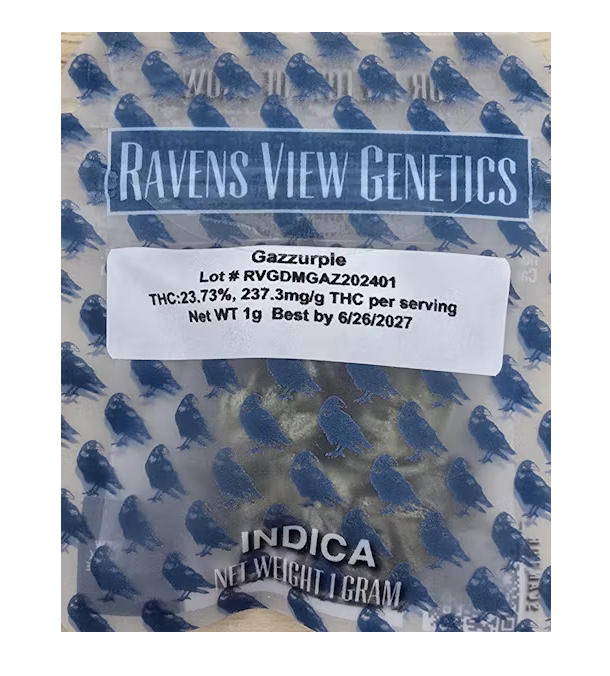 RAVENS VIEW GENETICS
Gazzurple
Lot # RVGDMGAZ202401
THC:23.73%, 237.3mg/g THC per serving
Net WT 1g Best by 6/26/2027
INDICA
NET WEIGHT 1 GRAM